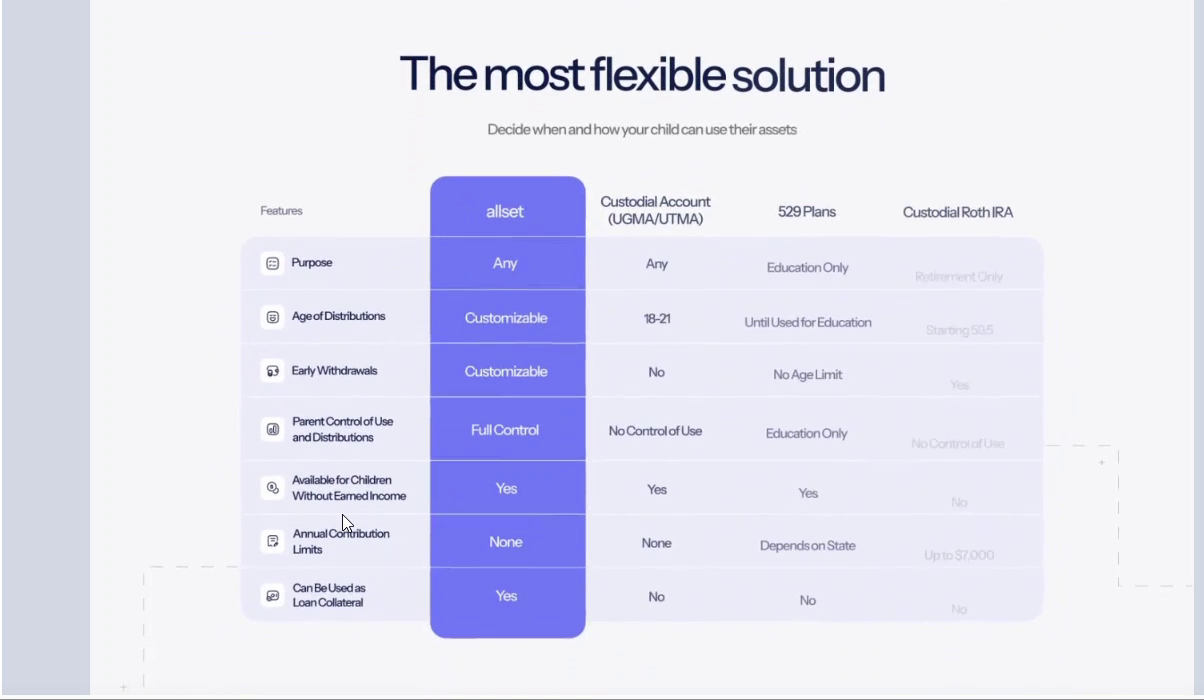 The most flexible solution
Decide when and how your child can use their assets
Features
allset
Custodial Account
(UGMA/UTMA)
529 Plans
Custodial Roth IRA
Purpose
Any
Any
Education Only
Retirement Only
Age of Distributions
Customizable
18-21
Until Used for Education
Starting 59.5
Early Withdrawals
Customizable
No
No Age Limit
Yes
Parent Control of Use
and Distributions
Full Control
No Control of Use
Education Only
No Control of Use
Available for Children
Without Earned Income
Yes
Yes
Yes
No
Annual Contribution
Limits
None
None
Depends on State
Up to $7,000
Can Be Used as
Loan Collateral
Yes
No
No
No